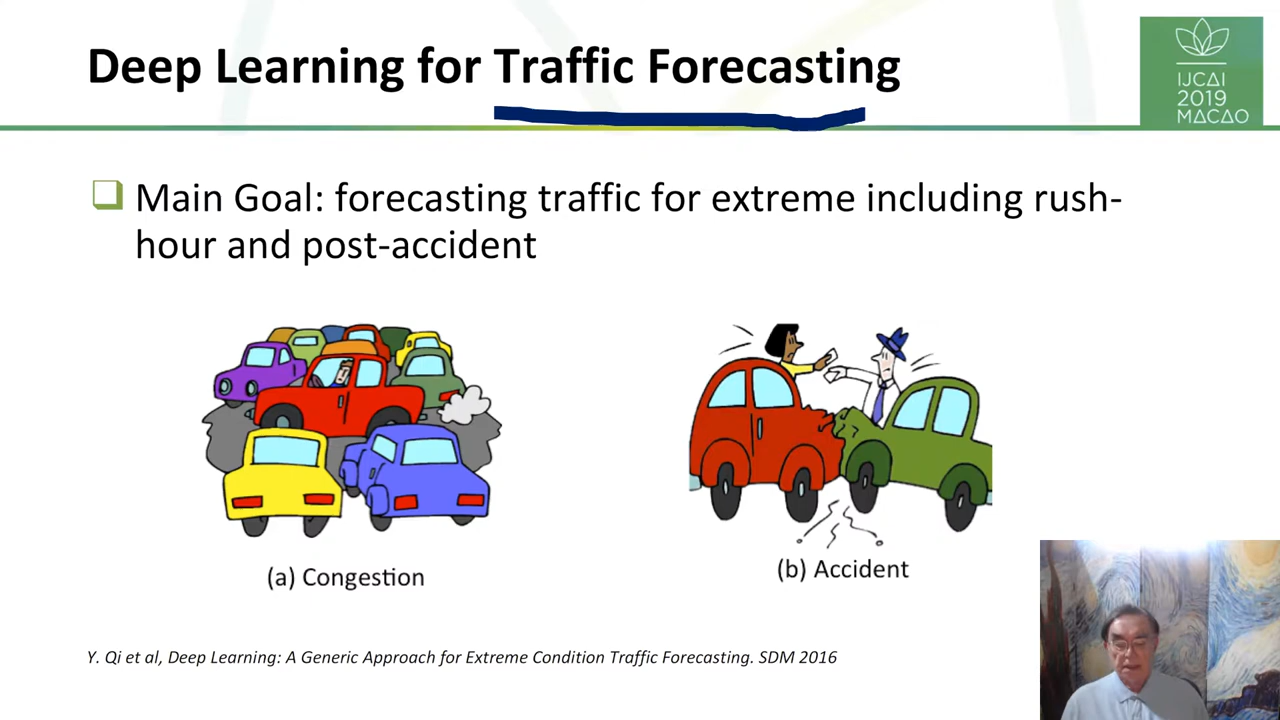 Deep Learning for Traffic Forecasting
IJCAI
2019
MACAO
Main Goal: forecasting traffic for extreme including rush-
hour and post-accident
(a) Congestion
(b) Accident
Y. Qi et al, Deep Learning: A Generic Approach for Extreme Condition Traffic Forecasting. SDM 2016